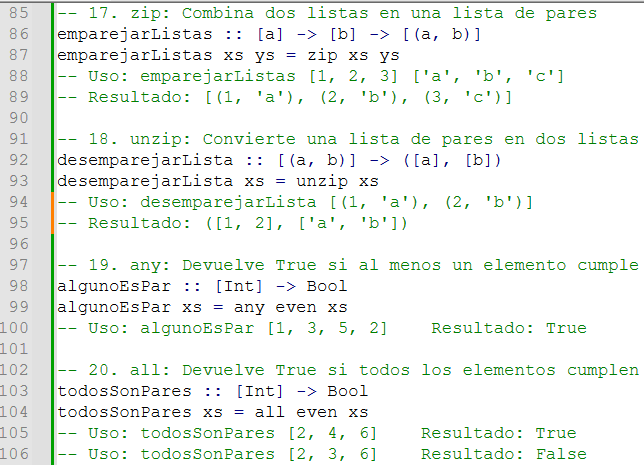 85 -- 17. zip: Combina dos listas en una lista de pares
86 emparejarListas :: [a] -> [b] -> [(a, b)]
87 emparejarListas xs ys = zip xs ys
88 -- Uso: emparejarListas [1, 2, 3] ['a', 'b', 'c']
89 -- Resultado: [(1, 'a'), (2, 'b'), (3, 'c')]
90
91 -- 18. unzip: Convierte una lista de pares en dos listas
92 desemparejarLista :: [(a, b)] -> ([a], [b])
93 desemparejarLista xs = unzip xs
94 -- Uso: desemparejarLista [(1, 'a'), (2, 'b')]
95 -- Resultado: ([1, 2], ['a', 'b'])
96
97 -- 19. any: Devuelve True si al menos un elemento cumple
98 algunoEsPar :: [Int] -> Bool
99 algunoEsPar xs = any even xs
100 -- Uso: algunoEsPar [1, 3, 5, 2]    Resultado: True
101
102 -- 20. all: Devuelve True si todos los elementos cumplen
103 todosSonPares :: [Int] -> Bool
104 todosSonPares xs = all even xs
105 -- Uso: todosSonPares [2, 4, 6]    Resultado: True
106 -- Uso: todosSonPares [2, 3, 6]    Resultado: False